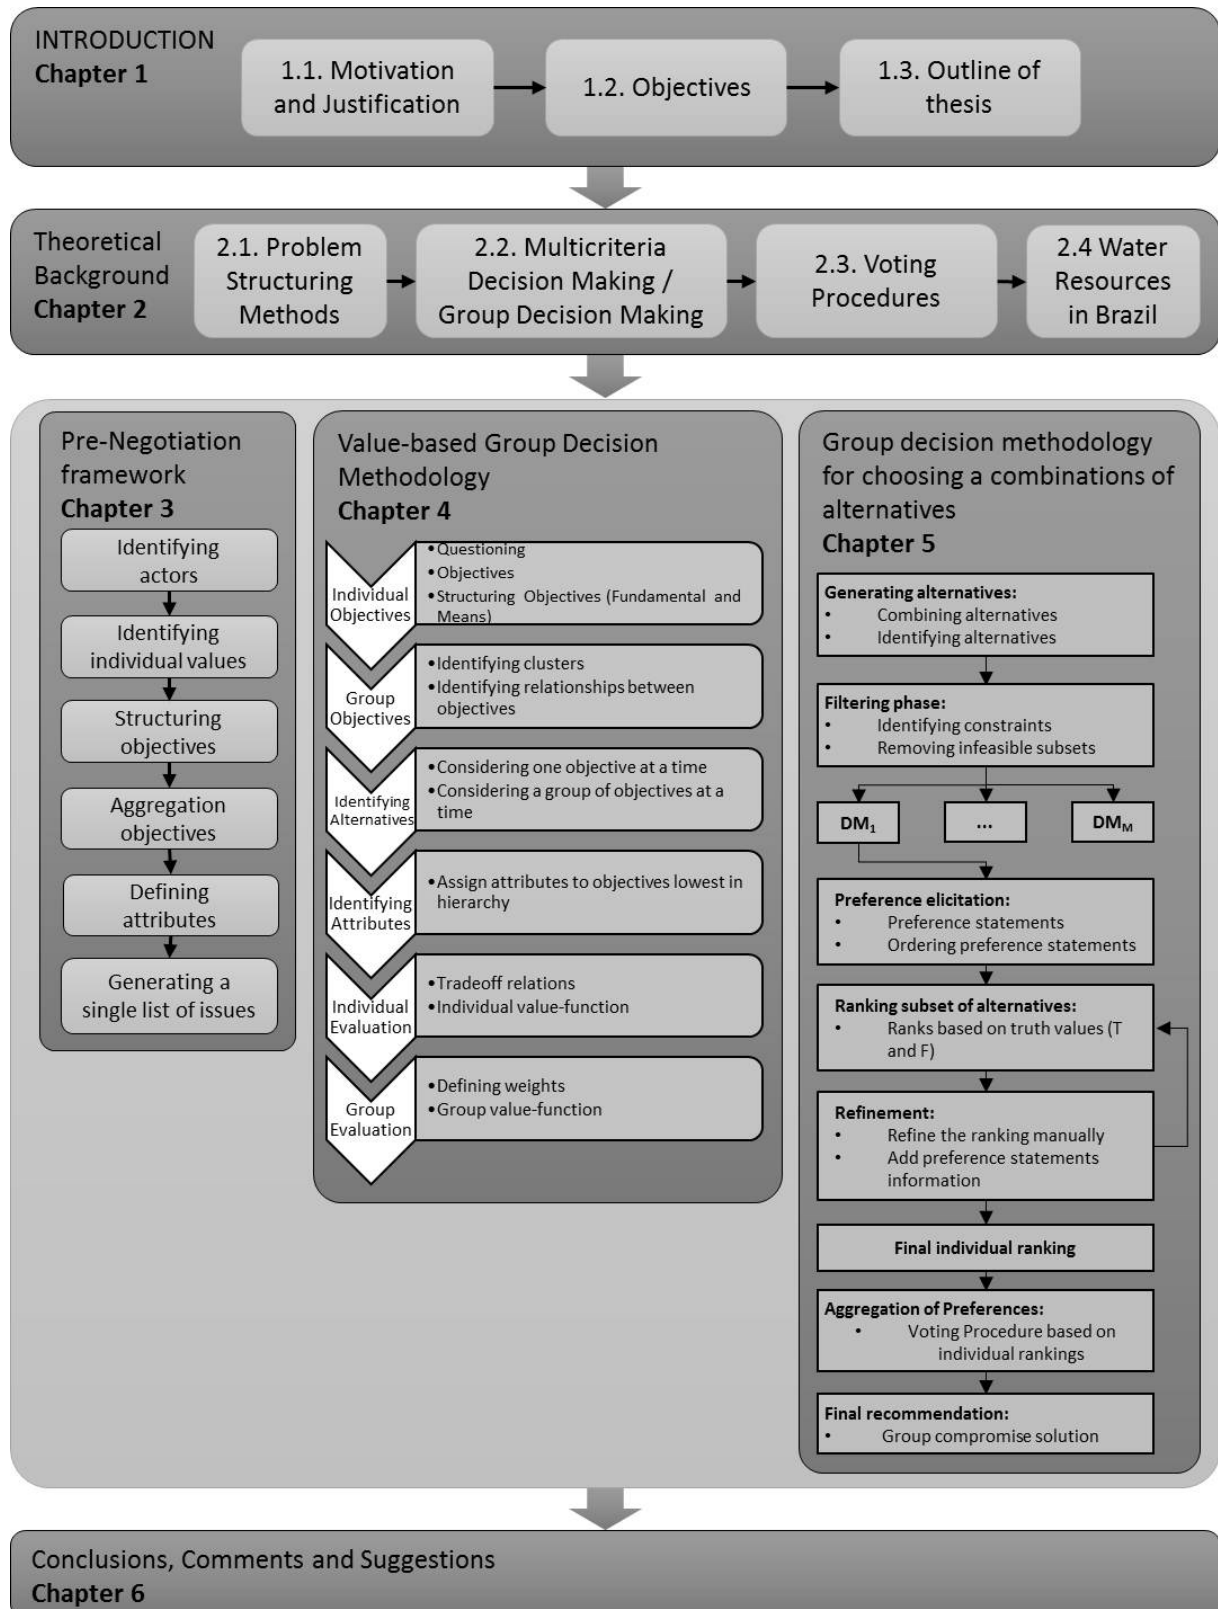 INTRODUCTION
Chapter 1
1.1. Motivation
and Justification
1.2. Objectives
1.3. Outline of
thesis
Theoretical
Background
Chapter 2
2.1. Problem
Structuring
Methods
2.2. Multicriteria
Decision Making /
Group Decision Making
2.3. Voting
Procedures
2.4 Water
Resources
in Brazil
Pre-Negotiation
framework
Chapter 3
Identifying
actors
Identifying
individual values
Structuring
objectives
Aggregation
objectives
Defining
attributes
Generating a
single list of issues
Value-based Group Decision
Methodology
Chapter 4
Individual
Objectives
•Questioning
•Objectives
•Structuring Objectives (Fundamental and
Means)
Group
Objectives
•Identifying clusters
•Identifying relationships between
objectives
Identifying
Alternatives
•Considering one objective at a time
•Considering a group of objectives at a
time
Identifying
Attributes
•Assign attributes to objectives lowest in
hierarchy
Individual
Evaluation
•Tradeoff relations
•Individual value-function
Group
Evaluation
•Defining weights
•Group value-function
Group decision methodology
for choosing a combinations of
alternatives
Chapter 5
Generating alternatives:
• Combining alternatives
• Identifying alternatives
Filtering phase:
• Identifying constraints
• Removing infeasible subsets
DM1
...
DMM
Preference elicitation:
• Preference statements
• Ordering preference statements
Ranking subset of alternatives:
• Ranks based on truth values (T
and F)
Refinement:
• Refine the ranking manually
• Add preference statements
information
Final individual ranking
Aggregation of Preferences:
• Voting Procedure based on
individual rankings
Final recommendation:
• Group compromise solution
Conclusions, Comments and Suggestions
Chapter 6